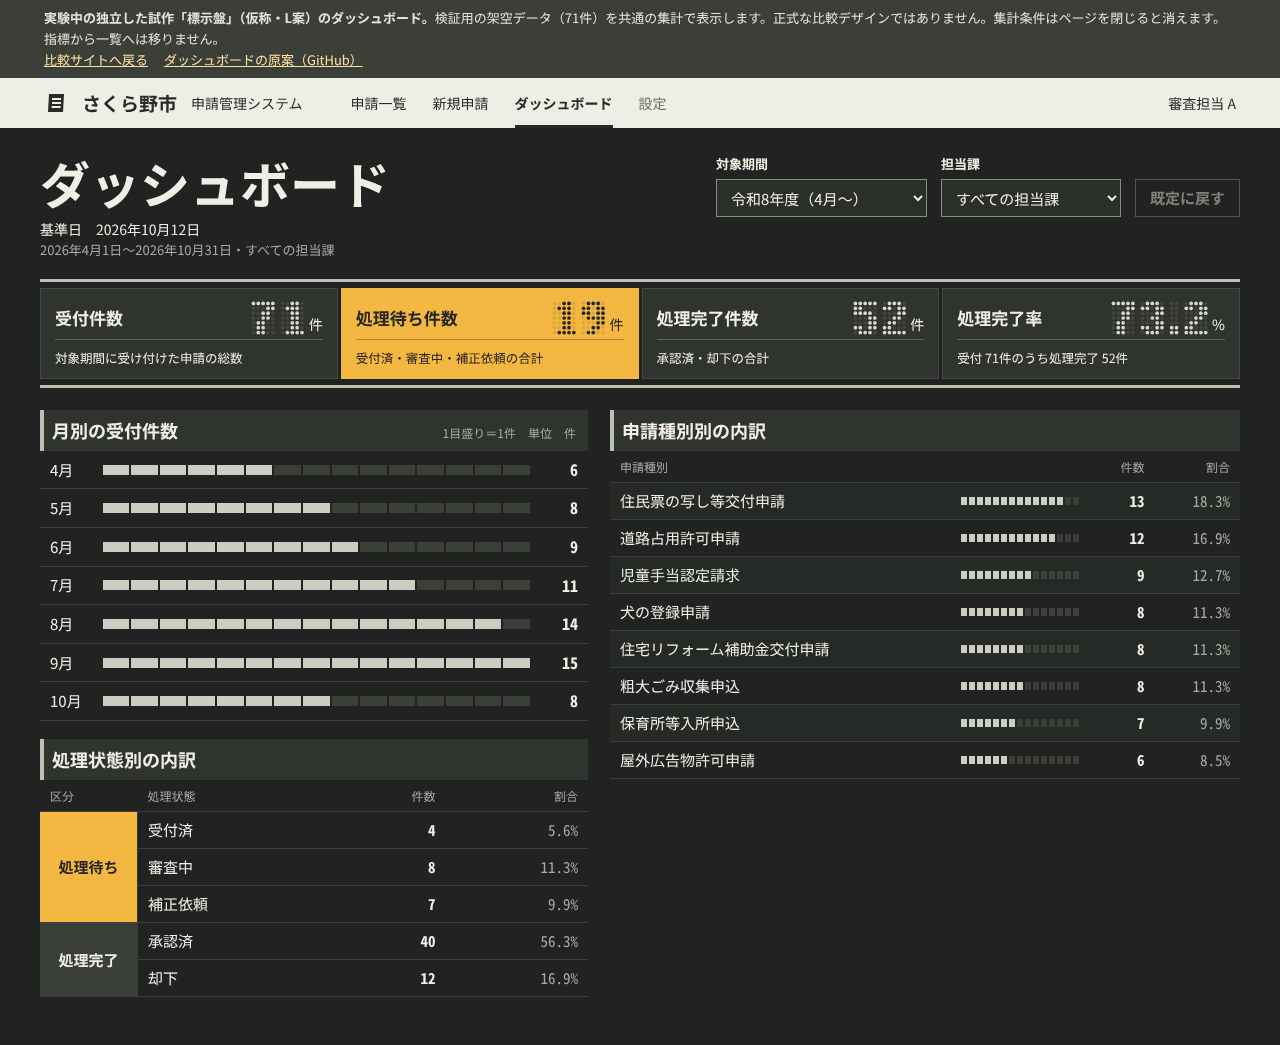 実験中の独立した試作「標示盤」（仮称・L案）のダッシュボード。検証用の架空データ（71件）を共通の集計で表示します。正式な比較デザインではありません。集計条件はページを閉じると消えます。
指標から一覧へは移りません。
比較サイトへ戻る ダッシュボードの原案（GitHub）
さくら野市 申請管理システム 申請一覧 新規申請 ダッシュボード 設定 審査担当 A
ダッシュボード
対象期間 担当課
令和8年度（4月〜） すべての担当課 既定に戻す
基準日 2026年10月12日
2026年4月1日〜2026年10月31日・すべての担当課
受付件数 71 件
対象期間に受け付けた申請の総数
処理待ち件数 19 件
受付済・審査中・補正依頼の合計
処理完了件数 52 件
承認済・却下の合計
処理完了率 73.2 %
受付 71件のうち処理完了 52件
月別の受付件数 1目盛り＝1件 単位 件
4月 6
5月 8
6月 9
7月 11
8月 14
9月 15
10月 8
処理状態別の内訳
区分 処理状態 件数 割合
処理待ち
受付済 4 5.6%
審査中 8 11.3%
補正依頼 7 9.9%
処理完了
承認済 40 56.3%
却下 12 16.9%
申請種別別の内訳
申請種別 件数 割合
住民票の写し等交付申請 13 18.3%
道路占用許可申請 12 16.9%
児童手当認定請求 9 12.7%
犬の登録申請 8 11.3%
住宅リフォーム補助金交付申請 8 11.3%
粗大ごみ収集申込 8 11.3%
保育所等入所申込 7 9.9%
屋外広告物許可申請 6 8.5%